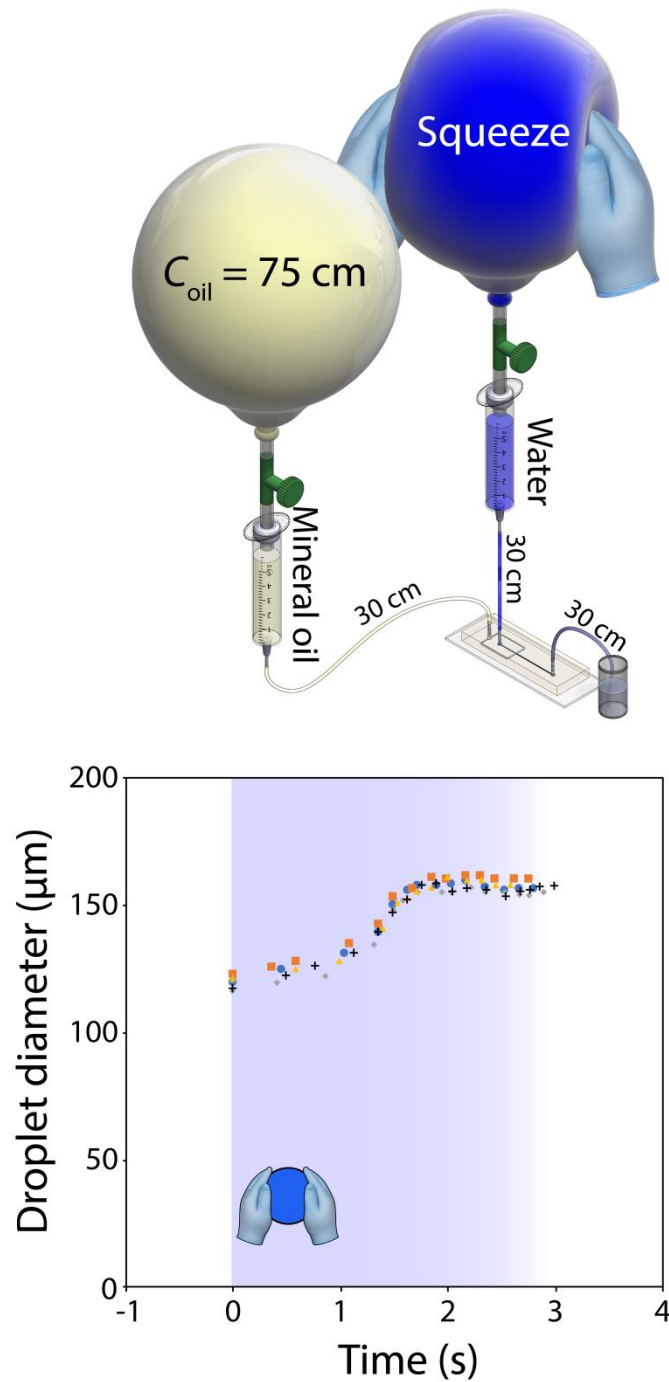 Squeeze
C_oil = 75 cm
Water
Mineral oil
30 cm
30 cm
30 cm
200
150
100
50
0
Droplet diameter (µm)
-1
0
1
2
3
4
Time (s)